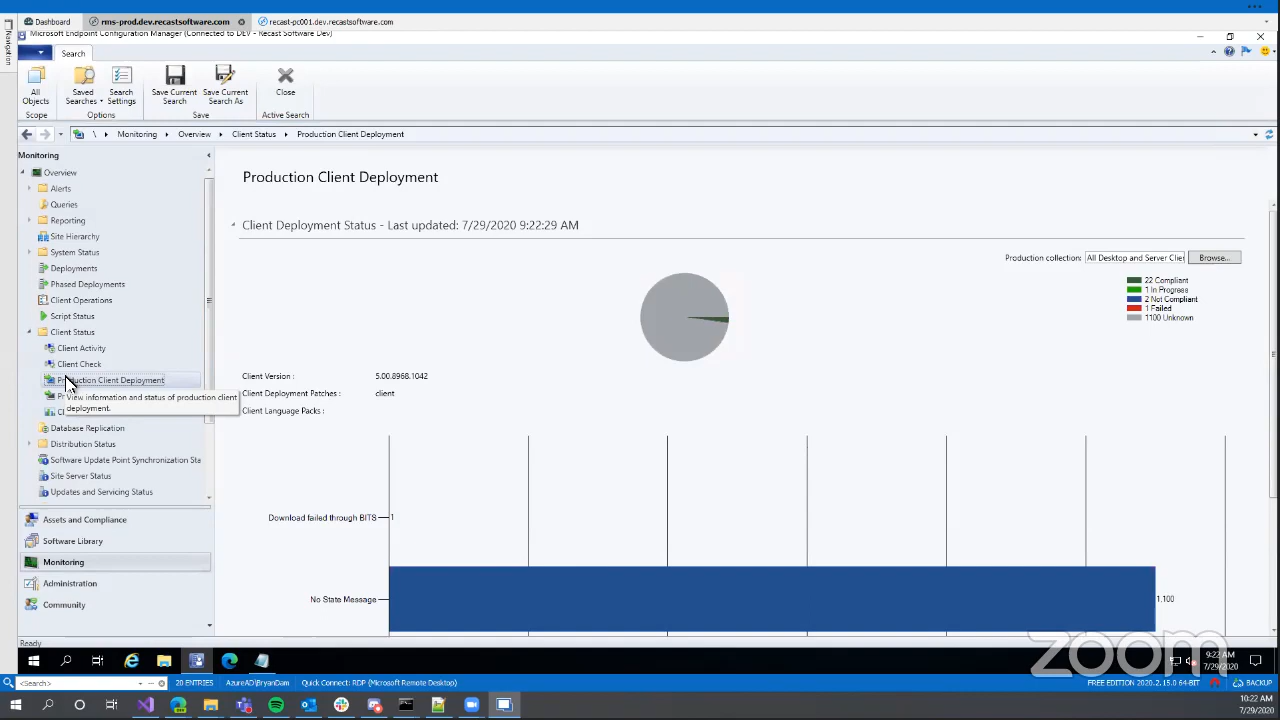 Dashboard
rms-prod.dev.recastsoftware.com
recast-pc001.dev.recastsoftware.com
Navigation
Microsoft Endpoint Configuration Manager (Connected to DEV - Recast Software Dev)
Search
All Objects
Saved Searches
Search Settings
Save Current Search
Save Current Search As
Close
Scope
Options
Save
Active Search
\ Monitoring Overview Client Status Production Client Deployment
Monitoring
Overview
Alerts
Queries
Reporting
Site Hierarchy
System Status
Deployments
Phased Deployments
Client Operations
Script Status
Client Status
Client Activity
Client Check
Production Client Deployment
View information and status of production client
deployment.
Database Replication
Distribution Status
Software Update Point Synchronization Sta
Site Server Status
Updates and Servicing Status
Assets and Compliance
Software Library
Monitoring
Administration
Community
Production Client Deployment
Client Deployment Status - Last updated: 7/29/2020 9:22:29 AM
Production collection: All Desktop and Server Clie Browse...
22 Compliant
1 In Progress
2 Not Compliant
1 Failed
1100 Unknown
Client Version : 5.00.8968.1042
Client Deployment Patches : client
Client Language Packs :
Download failed through BITS 1
No State Message 1,100
Ready
zoom
9:22 AM
7/29/2020
<Search>
20 ENTRIES
AzureAD\BryanDam
Quick Connect: RDP (Microsoft Remote Desktop)
FREE EDITION 2020.2.15.0 64-BIT
BACKUP
10:22 AM
7/29/2020